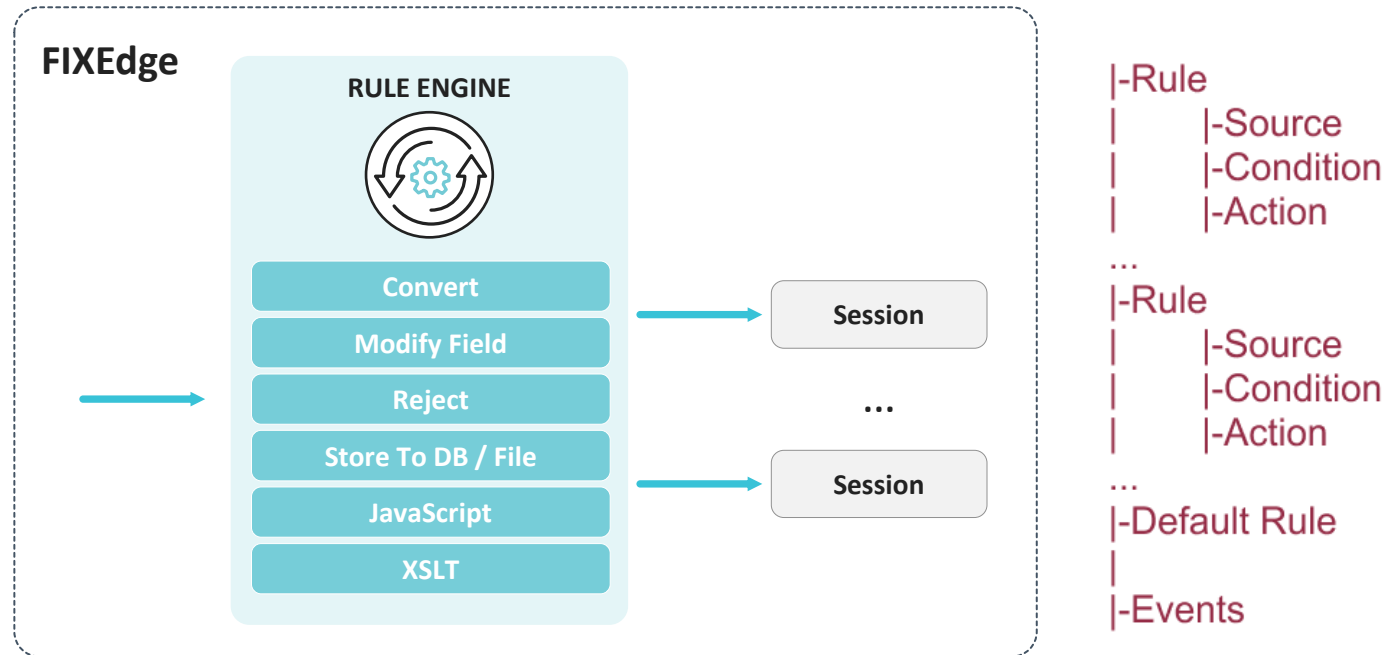 FIXEdge
RULE ENGINE
Convert
Modify Field
Reject
Store To DB / File
JavaScript
XSLT
Session
...
Session
|-Rule
| |-Source
| |-Condition
| |-Action
...
|-Rule
| |-Source
| |-Condition
| |-Action
...
|-Default Rule
|
|-Events